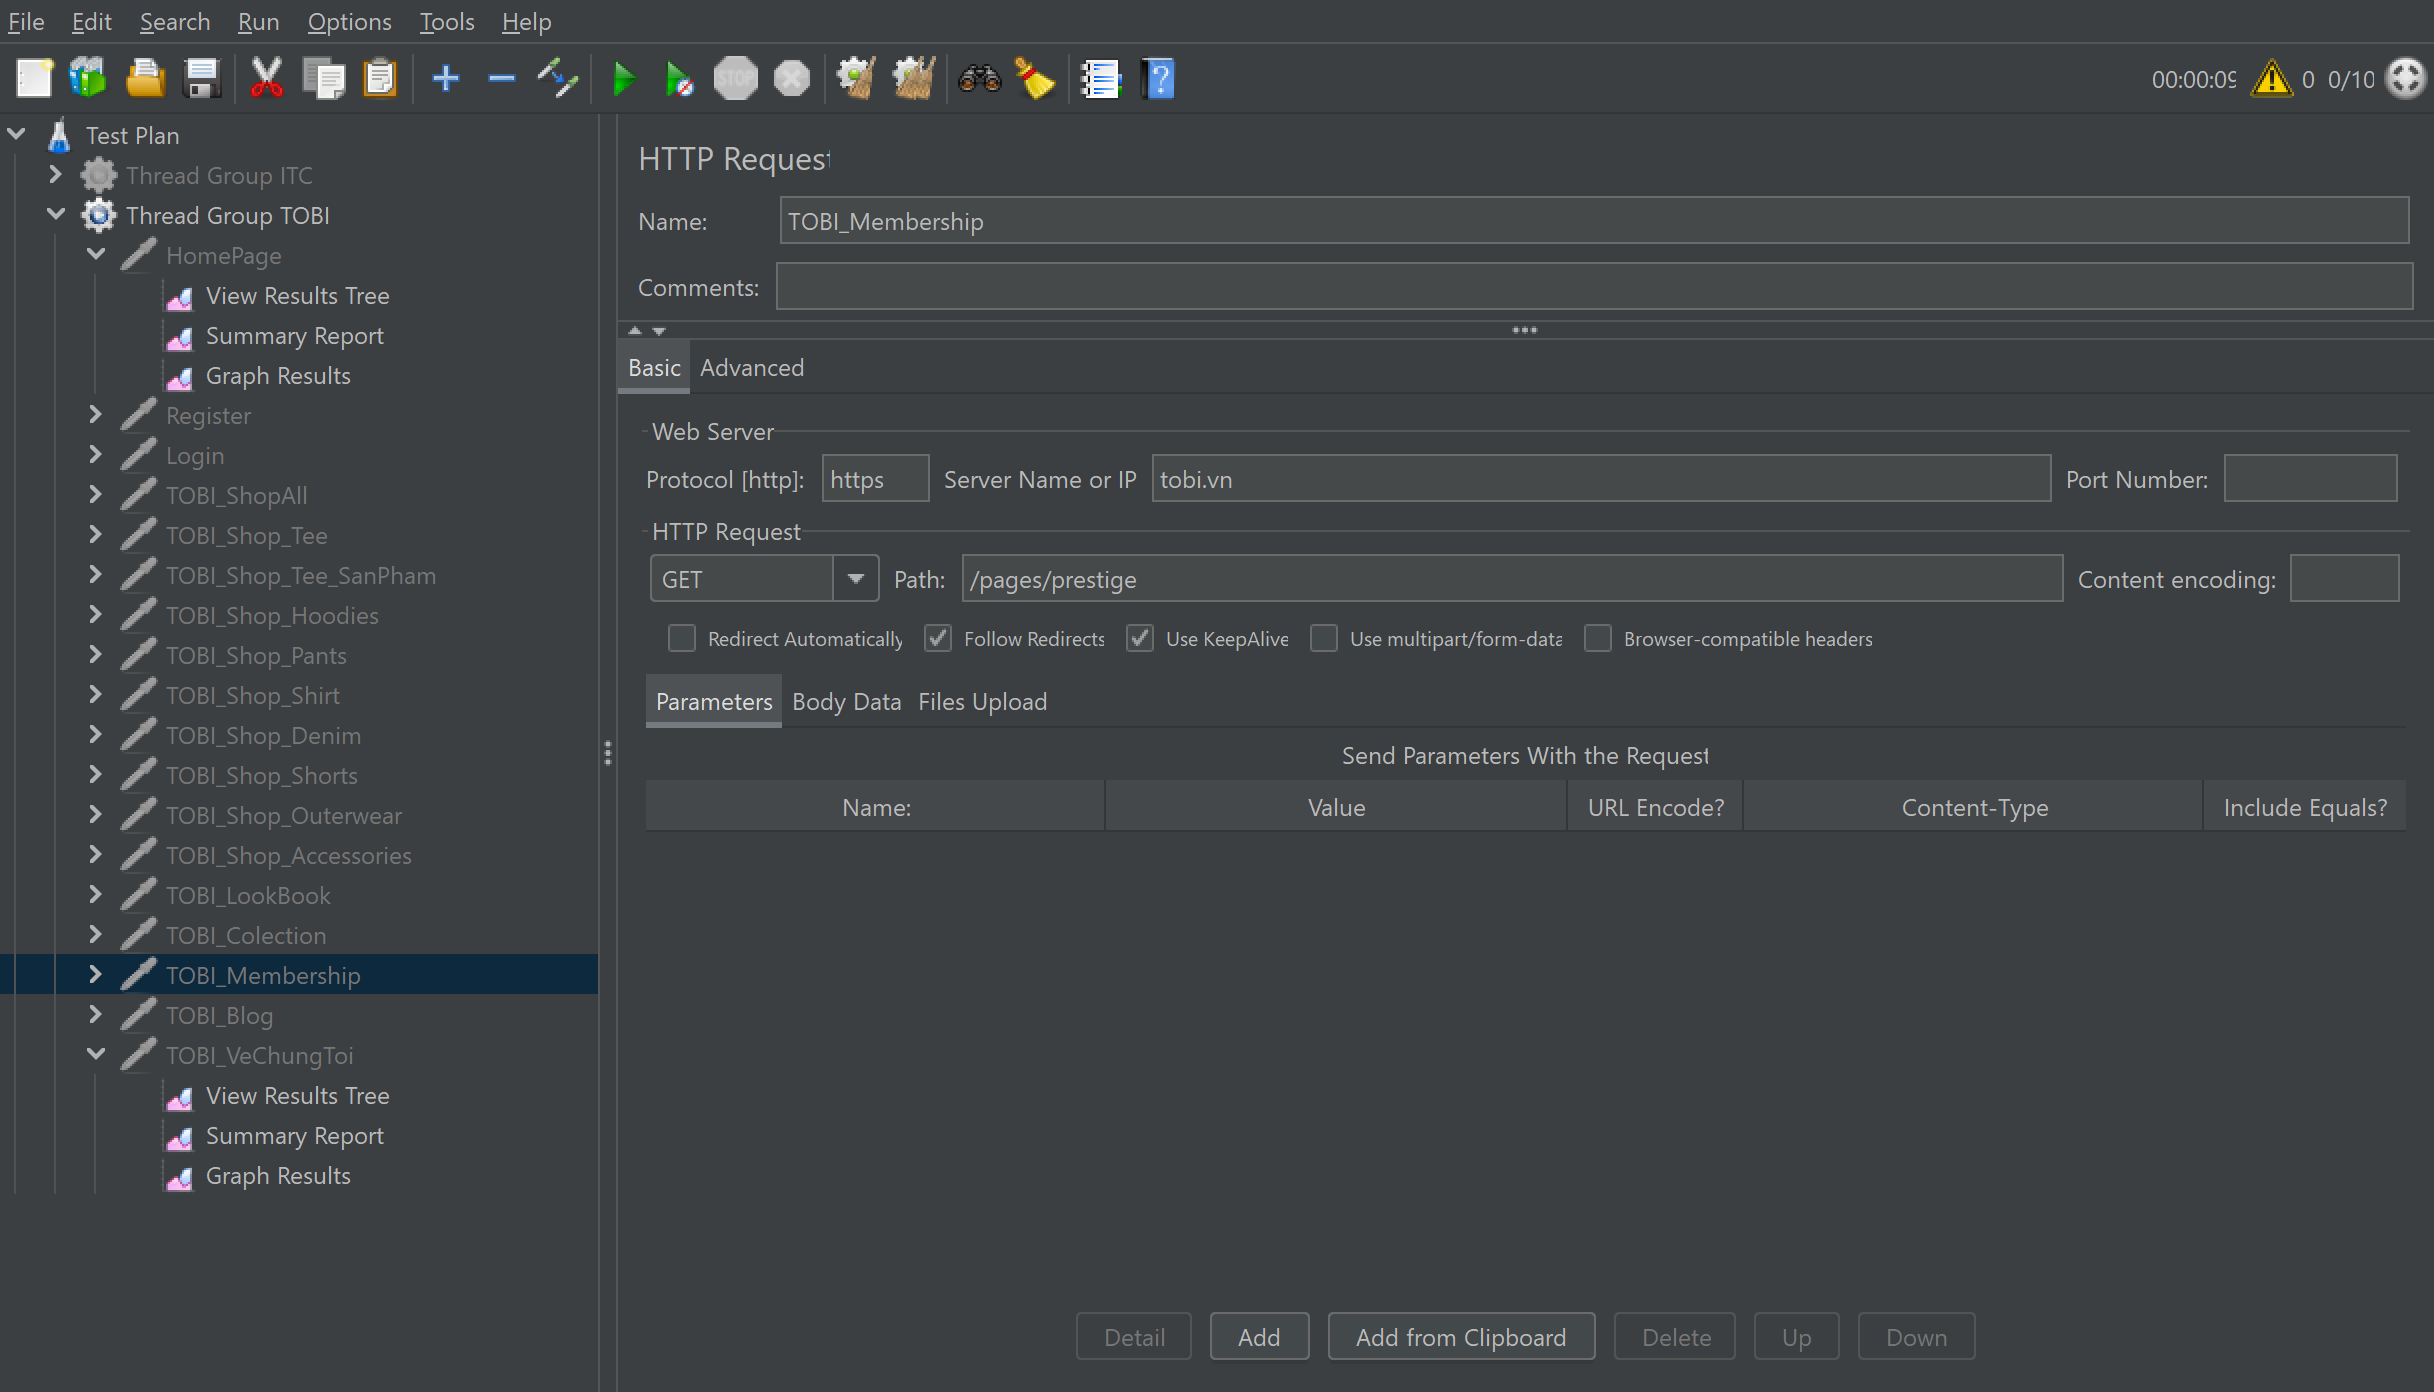 File Edit Search Run Options Tools Help
STOP
00:00:09 0 0/10
Test Plan
Thread Group ITC
Thread Group TOBI
HomePage
View Results Tree
Summary Report
Graph Results
Register
Login
TOBI_ShopAll
TOBI_Shop_Tee
TOBI_Shop_Tee_SanPham
TOBI_Shop_Hoodies
TOBI_Shop_Pants
TOBI_Shop_Shirt
TOBI_Shop_Denim
TOBI_Shop_Shorts
TOBI_Shop_Outerwear
TOBI_Shop_Accessories
TOBI_LookBook
TOBI_Colection
TOBI_Membership
TOBI_Blog
TOBI_VeChungToi
View Results Tree
Summary Report
Graph Results
HTTP Request
Name: TOBI_Membership
Comments:
Basic Advanced
Web Server
Protocol [http]: https Server Name or IP tobi.vn Port Number:
HTTP Request
GET Path: /pages/prestige Content encoding:
Redirect Automatically Follow Redirects Use KeepAlive Use multipart/form-data Browser-compatible headers
Parameters Body Data Files Upload
Send Parameters With the Request
Name: Value URL Encode? Content-Type Include Equals?
Detail Add Add from Clipboard Delete Up Down